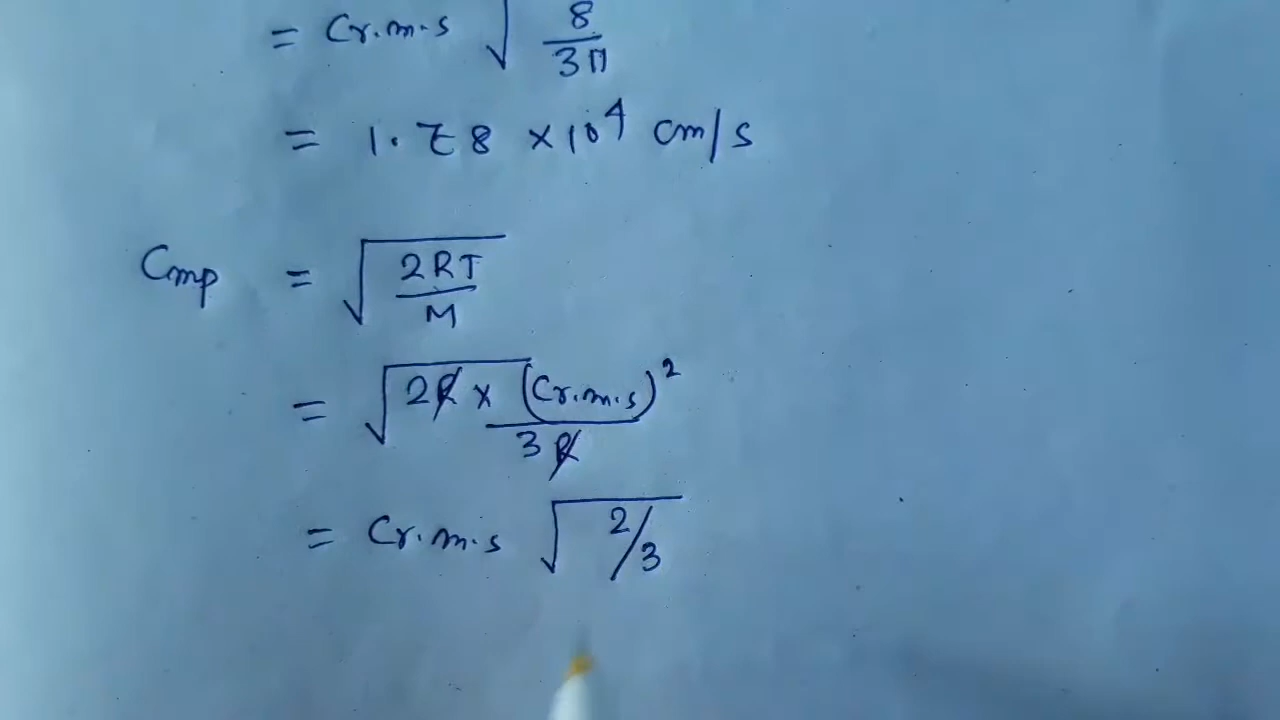 = Cr.m.s √ 8/3π
= 1.78 × 10⁴ cm/s
Cmp = √ 2RT/M
= √ 2R × (Cr.m.s)²/3R
= Cr.m.s √ 2/3